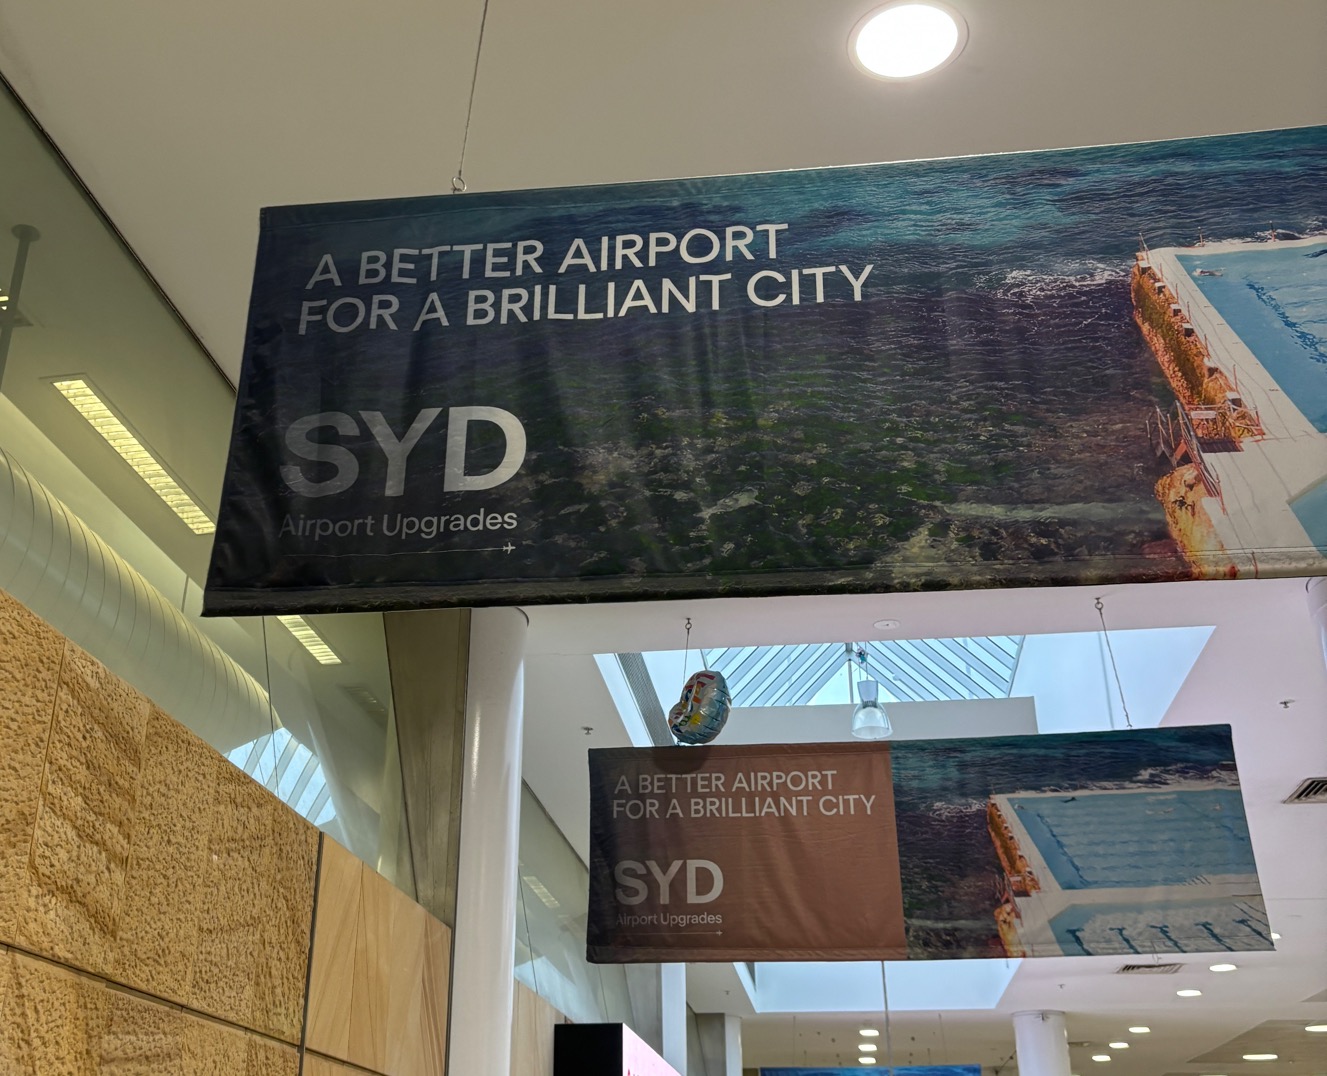 A BETTER AIRPORT
FOR A BRILLIANT CITY
SYD
Airport Upgrades
A BETTER AIRPORT
FOR A BRILLIANT CITY
SYD
Airport Upgrades